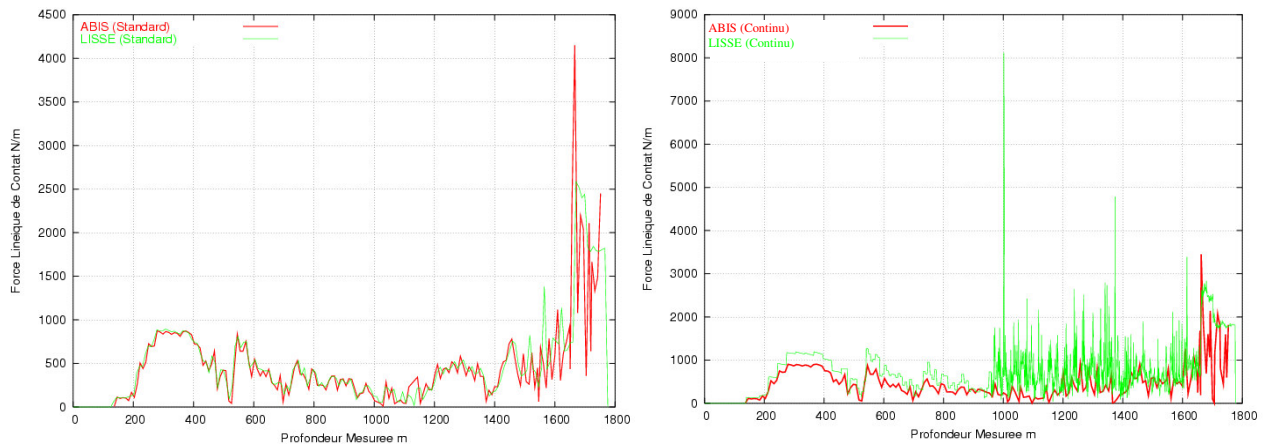 ABIS (Standard)
LISSE (Standard)
4500
4000
3500
3000
2500
2000
1500
1000
500
0
0 200 400 600 800 1000 1200 1400 1600 1800
Force Lineique de Contat N/m
Profondeur Mesuree m
ABIS (Continu)
LISSE (Continu)
9000
8000
7000
6000
5000
4000
3000
2000
1000
0
0 200 400 600 800 1000 1200 1400 1600 1800
Force Lineique de Contat N/m
Profondeur Mesuree m